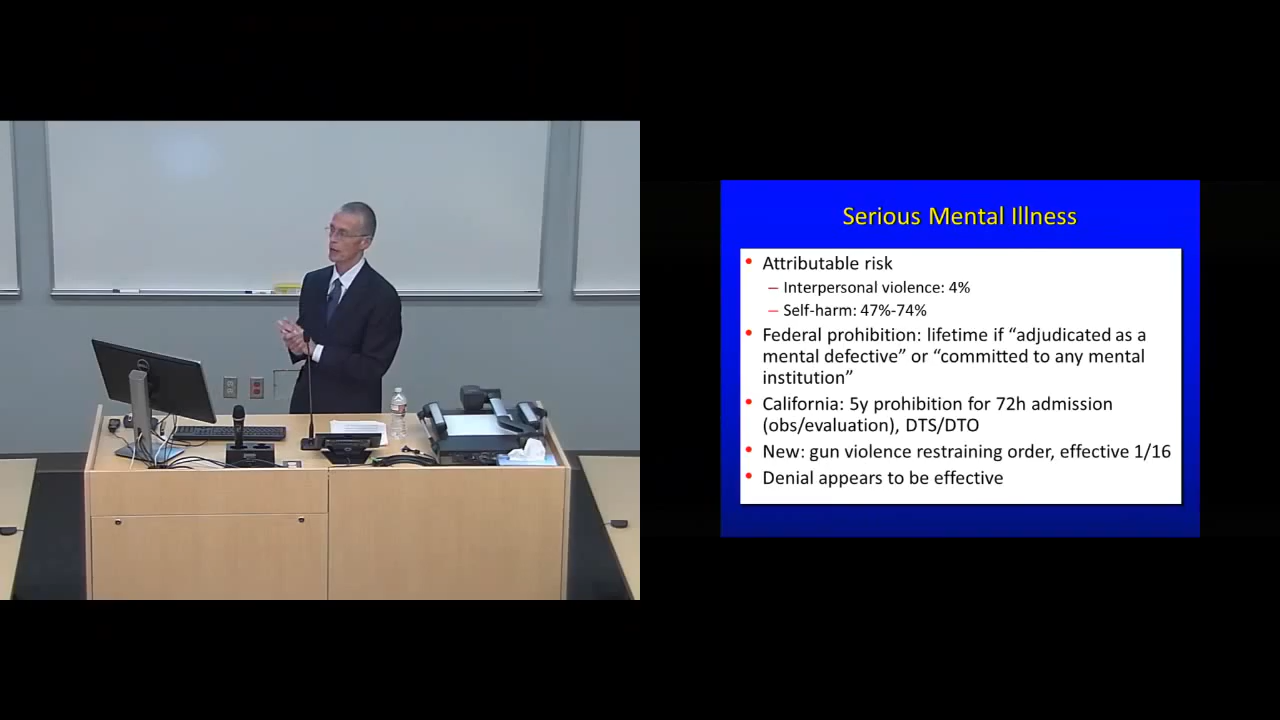 Serious Mental Illness
• Attributable risk
– Interpersonal violence: 4%
– Self-harm: 47%-74%
• Federal prohibition: lifetime if “adjudicated as a
mental defective” or “committed to any mental
institution”
• California: 5y prohibition for 72h admission
(obs/evaluation), DTS/DTO
• New: gun violence restraining order, effective 1/16
• Denial appears to be effective